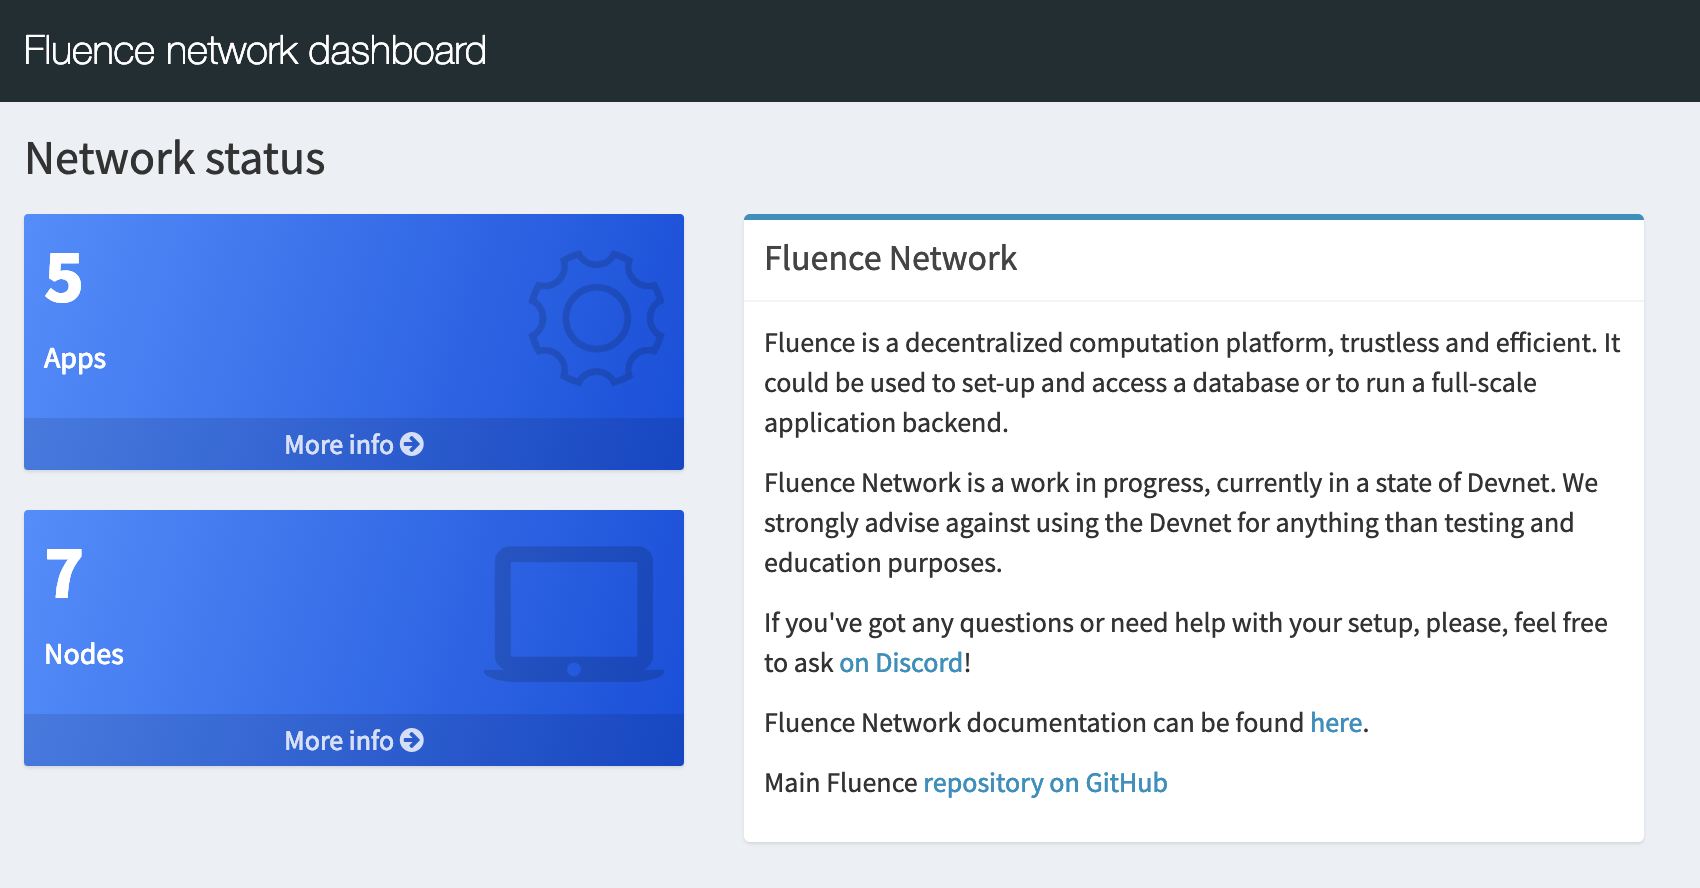 Fluence network dashboard
Network status
5
Apps
More info
7
Nodes
More info
Fluence Network
Fluence is a decentralized computation platform, trustless and efficient. It
could be used to set-up and access a database or to run a full-scale
application backend.
Fluence Network is a work in progress, currently in a state of Devnet. We
strongly advise against using the Devnet for anything than testing and
education purposes.
If you've got any questions or need help with your setup, please, feel free
to ask on Discord!
Fluence Network documentation can be found here.
Main Fluence repository on GitHub